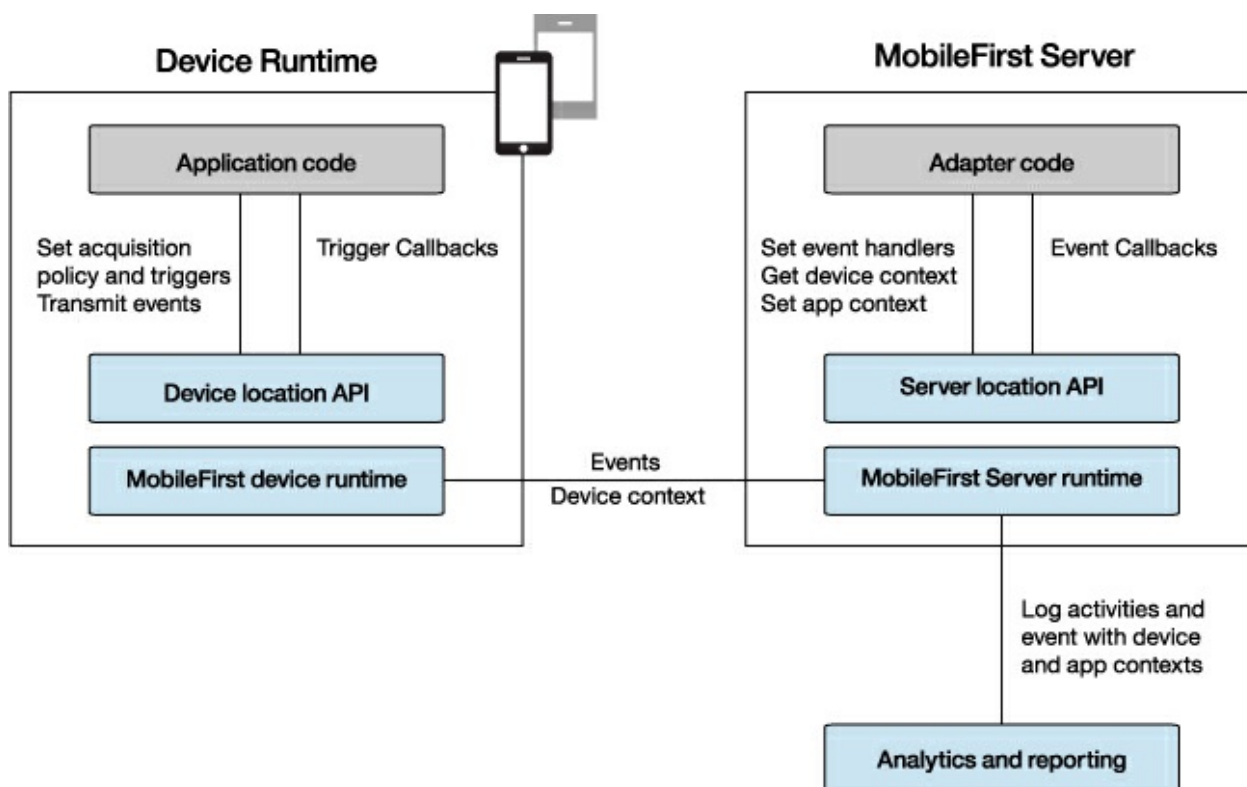 Device Runtime
MobileFirst Server
Application code
Adapter code
Set acquisition
policy and triggers
Transmit events
Trigger Callbacks
Set event handlers
Get device context
Set app context
Event Callbacks
Device location API
Server location API
MobileFirst device runtime
Events
Device context
MobileFirst Server runtime
Log activities and
event with device
and app contexts
Analytics and reporting